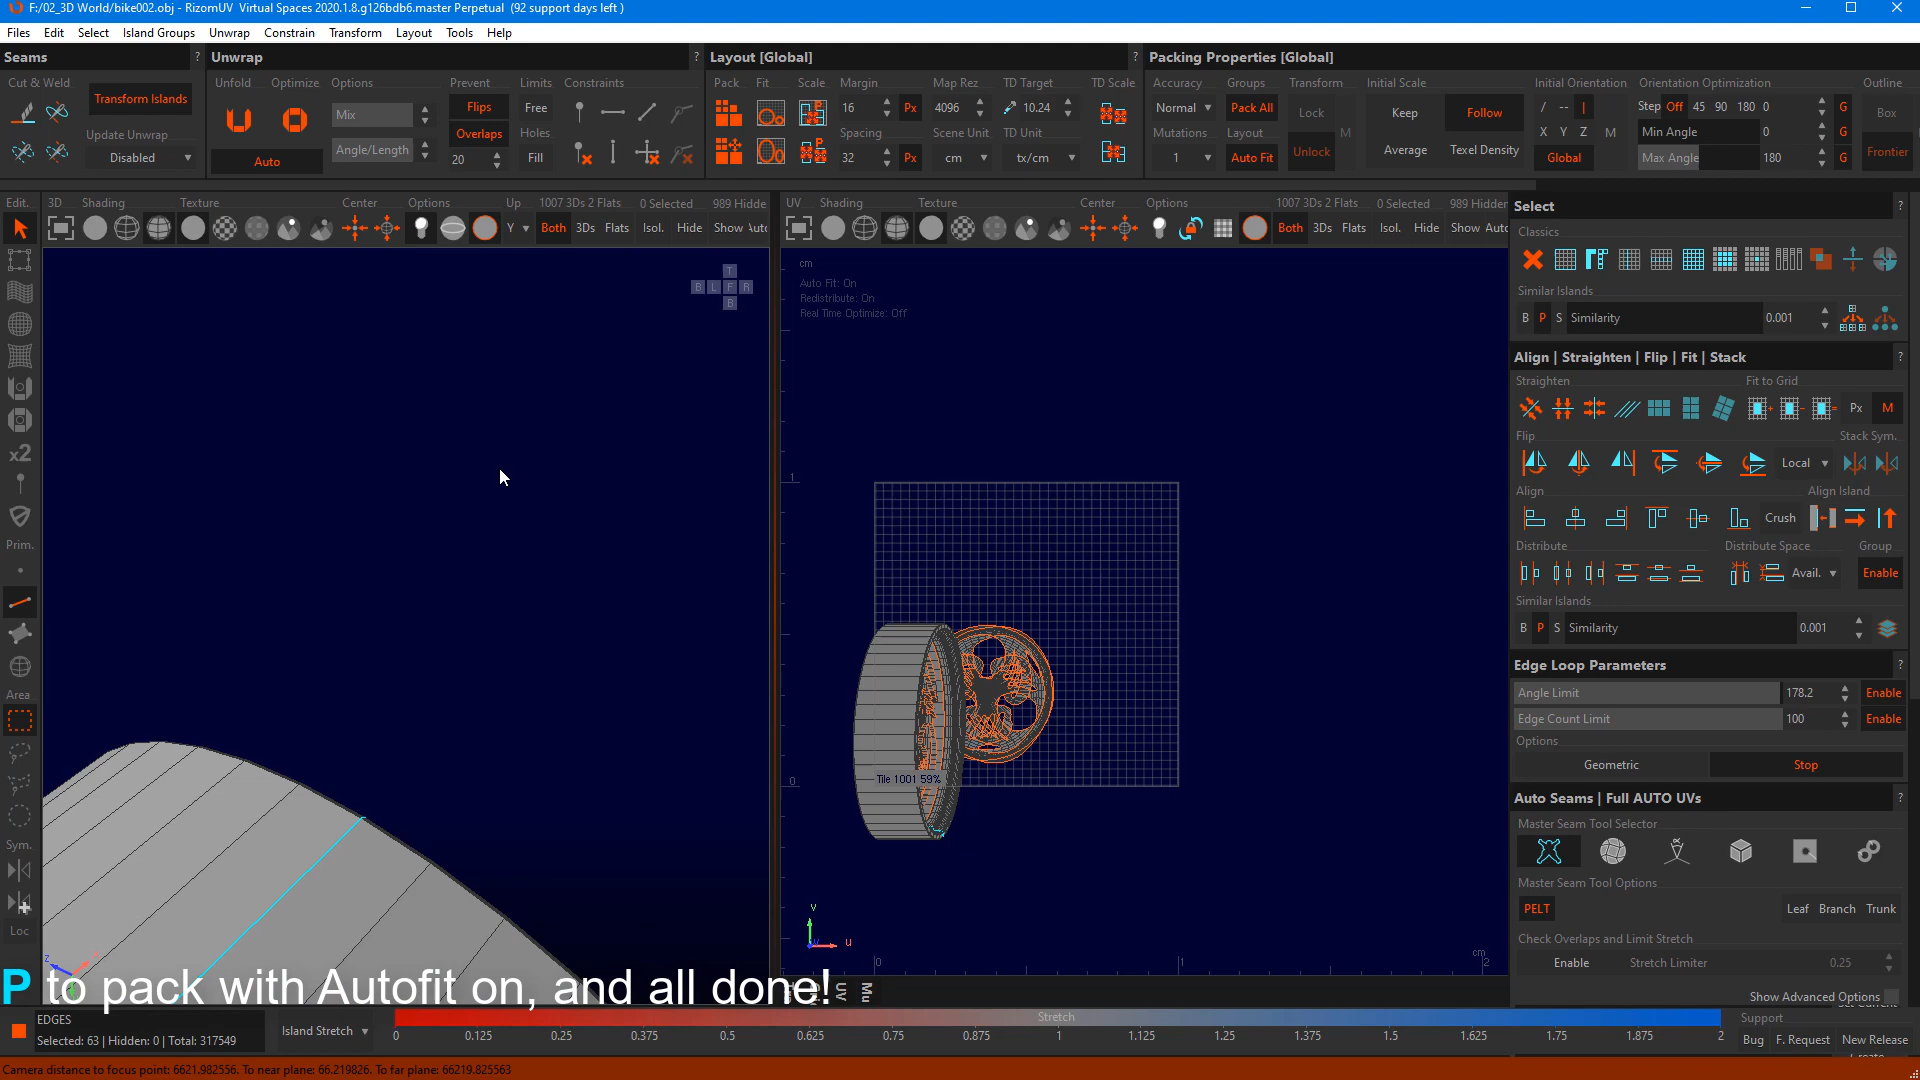 F:/02_3D World/bike002.obj - RizomUV Virtual Spaces 2020.1.8.g126bdb6.master Perpetual (92 support days left )
Files Edit Select Island Groups Unwrap Constrain Transform Layout Tools Help
Seams ? Unwrap ? Layout [Global] ? Packing Properties [Global]
Cut & Weld Unfold Optimize Options Prevent Limits Constraints Pack Fit Scale Margin Map Rez TD Target TD Scale Accuracy Groups Transform Initial Scale Initial Orientation Orientation Optimization Outline
Transform Islands Mix Flips Free 16 Px 4096 10.24 Normal Pack All Lock Keep Follow / -- | Step Off 45 90 180 0 G Box
Update Unwrap Overlaps Holes Spacing Scene Unit TD Unit Mutations Layout M X Y Z M Min Angle 0 G
Disabled Auto Angle/Length 20 Fill 32 Px cm tx/cm 1 Auto Fit Unlock Average Texel Density Global Max Angle 180 G Frontier
Edit. 3D Shading Texture Center Options Up 1007 3Ds 2 Flats 0 Selected 989 Hidde
Y Both 3Ds Flats Isol. Hide Show Auto
UV Shading Texture Center Options 1007 3Ds 2 Flats 0 Selected 989 Hidden
Both 3Ds Flats Isol. Hide Show Auto
T
B L F R
B
cm
Auto Fit: On
Redistribute: On
Real Time Optimize: Off
1
0
Tile 1001 59%
v
u
0 1 2
cm
x2
Prim.
Area
Sym.
Loc
z
Select ?
Classics
Similar Islands
B P S Similarity 0.001
Align | Straighten | Flip | Fit | Stack ?
Straighten Fit to Grid
Px M
Flip Stack Sym.
Local
Align Align Island
Crush
Distribute Distribute Space Group
Avail. Enable
Similar Islands
B P S Similarity 0.001
Edge Loop Parameters ?
Angle Limit 178.2 Enable
Edge Count Limit 100 Enable
Options
Geometric Stop
Auto Seams | Full AUTO UVs ?
Master Seam Tool Selector
Master Seam Tool Options
PELT Leaf Branch Trunk
Check Overlaps and Limit Stretch
Enable Stretch Limiter 0.25
Show Advanced Options
P to pack with Autofit on, and all done!
UV
Mu
EDGES
Selected: 63 | Hidden: 0 | Total: 317549
Island Stretch
Stretch
0 0.125 0.25 0.375 0.5 0.625 0.75 0.875 1 1.125 1.25 1.375 1.5 1.625 1.75 1.875 2
Support
Bug F. Request New Release
Camera distance to focus point: 6621.982556. To near plane: 66.219826. To far plane: 66219.825563